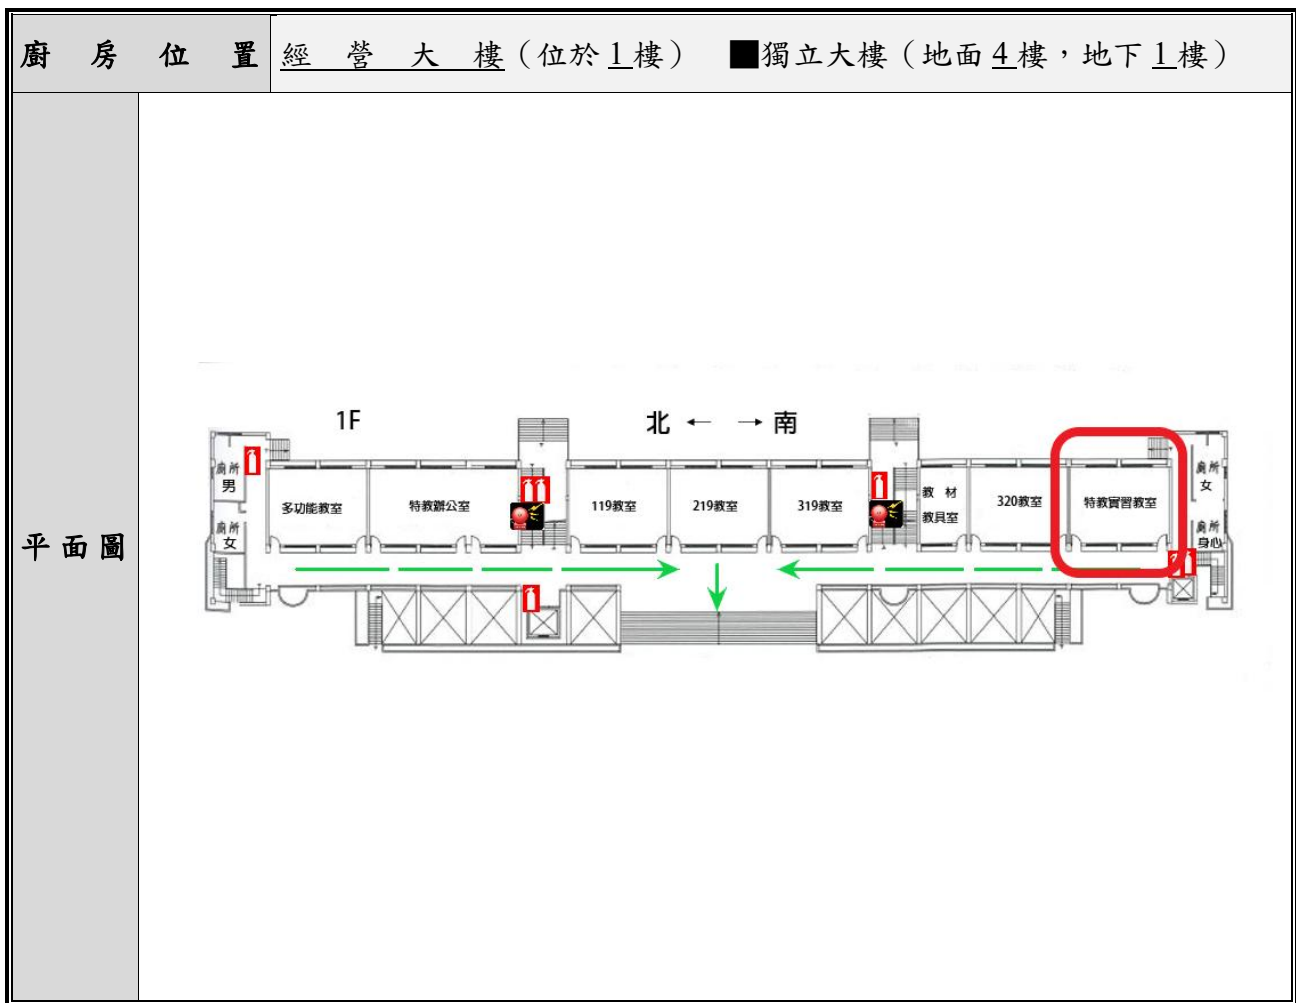 廚房位置 經營大樓（位於1樓） ■獨立大樓（地面4樓，地下1樓）
平面圖
1F 北 ← → 南
廁所 男
廁所 女
多功能教室
特教辦公室
119教室
219教室
319教室
教材 教具室
320教室
特教實習教室
廁所 女
廁所 身心